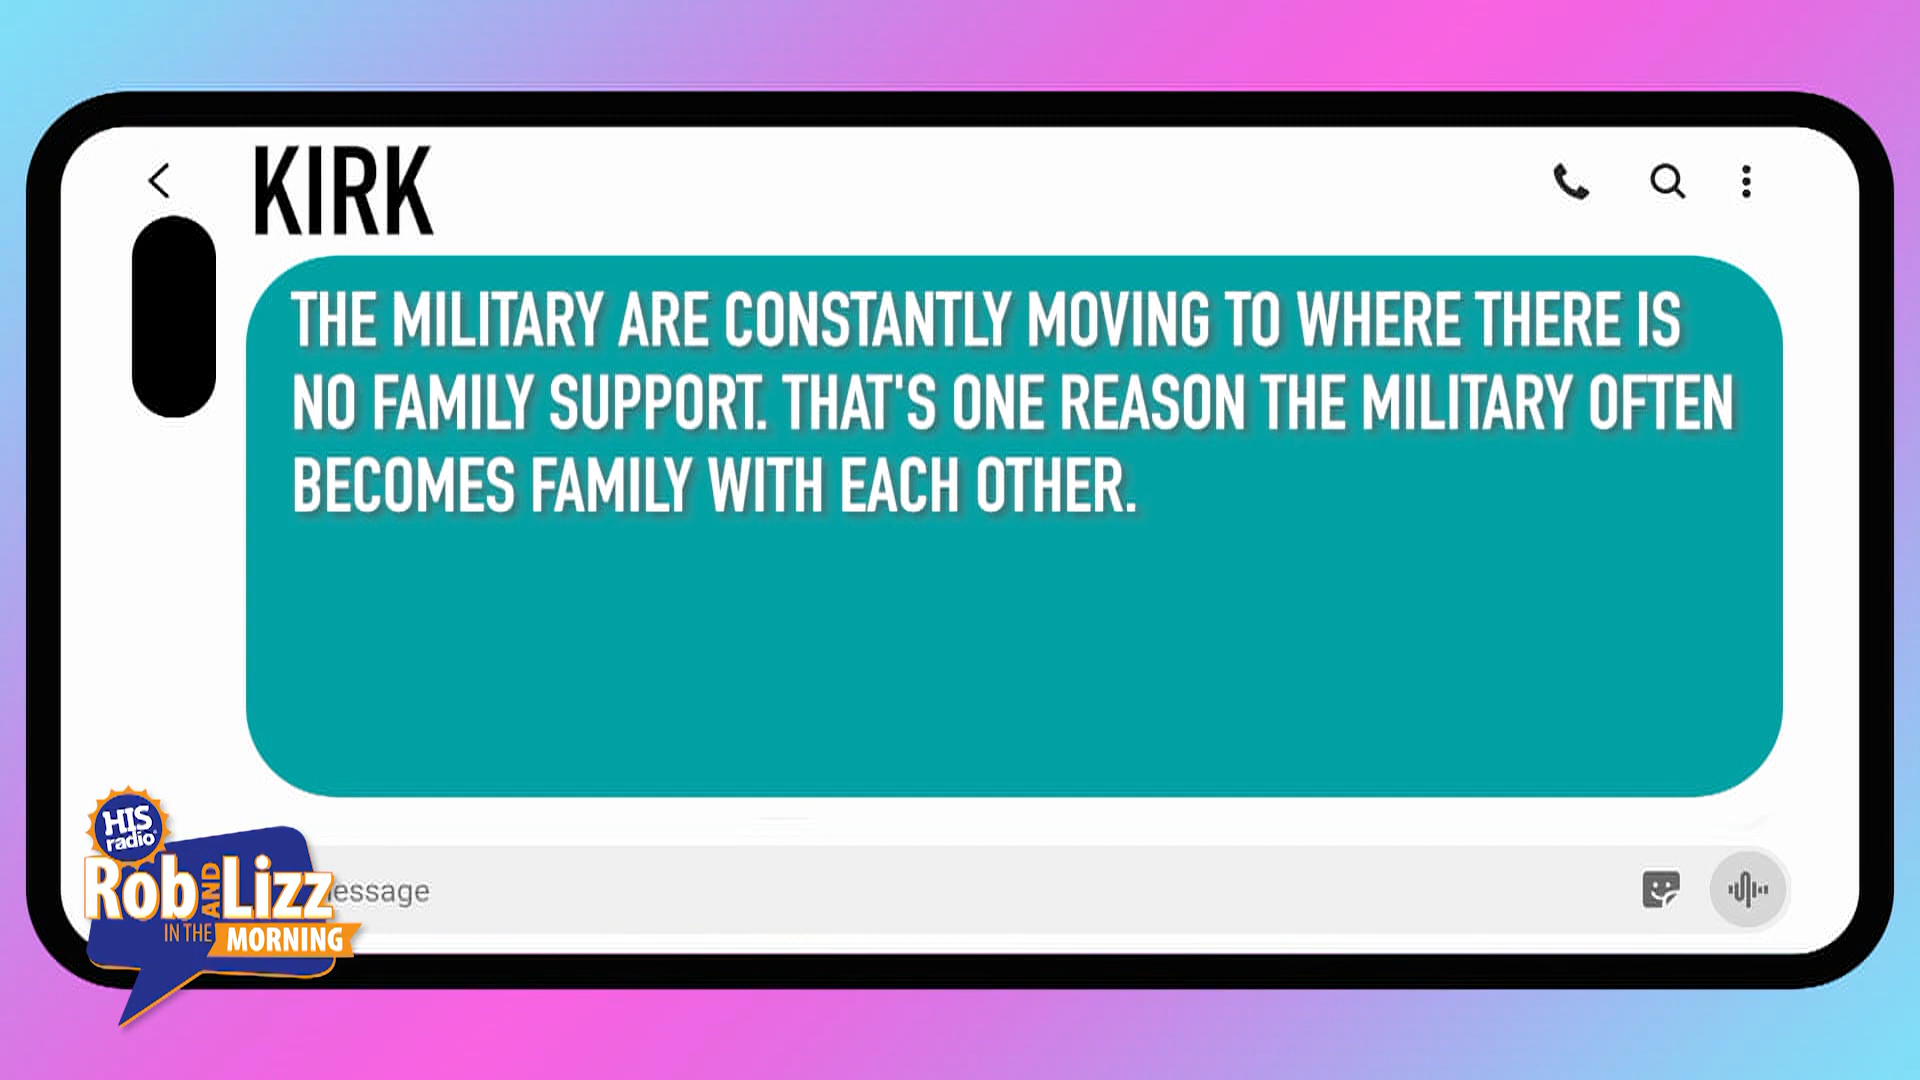 KIRK
THE MILITARY ARE CONSTANTLY MOVING TO WHERE THERE IS
NO FAMILY SUPPORT. THAT'S ONE REASON THE MILITARY OFTEN
BECOMES FAMILY WITH EACH OTHER.
HIS
radio
Rob AND Lizz
IN THE MORNING
essage